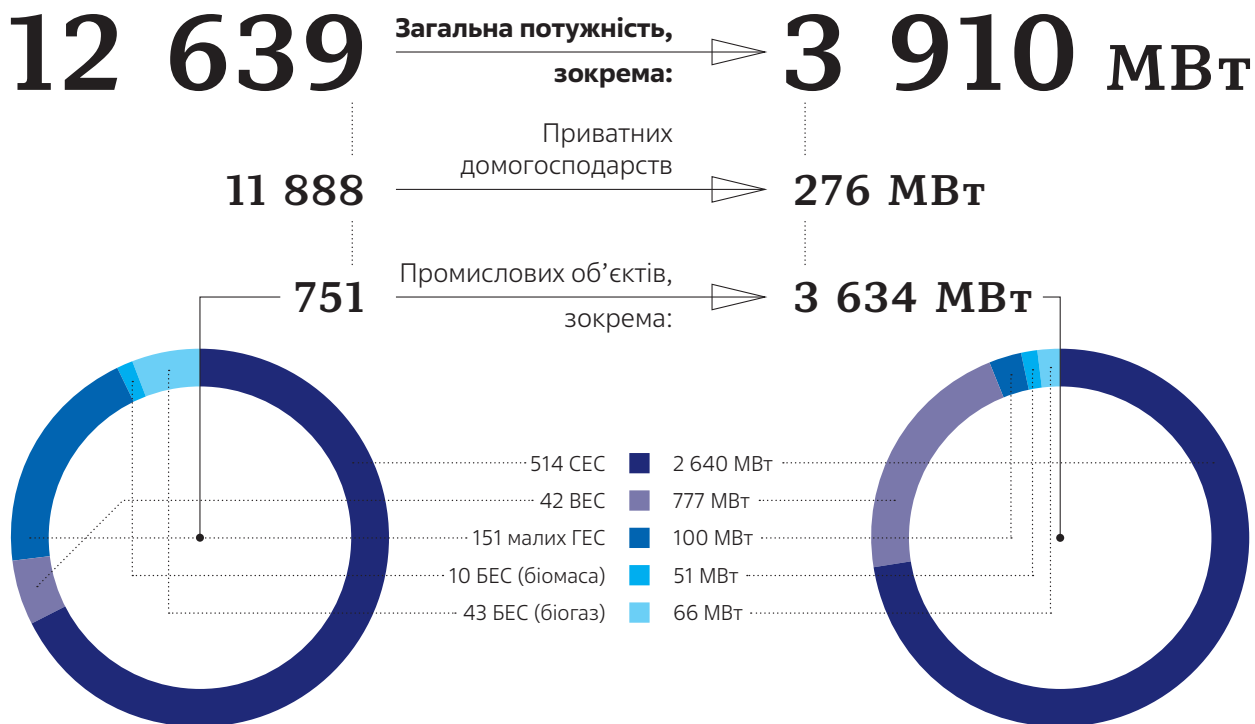 12 639
Загальна потужність,
зокрема:
3 910 МВт
11 888
Приватних
домогосподарств
276 МВт
751
Промислових об’єктів,
зокрема:
3 634 МВт
514 СЕС 2 640 МВт
42 ВЕС 777 МВт
151 малих ГЕС 100 МВт
10 БЕС (біомаса) 51 МВт
43 БЕС (біогаз) 66 МВт